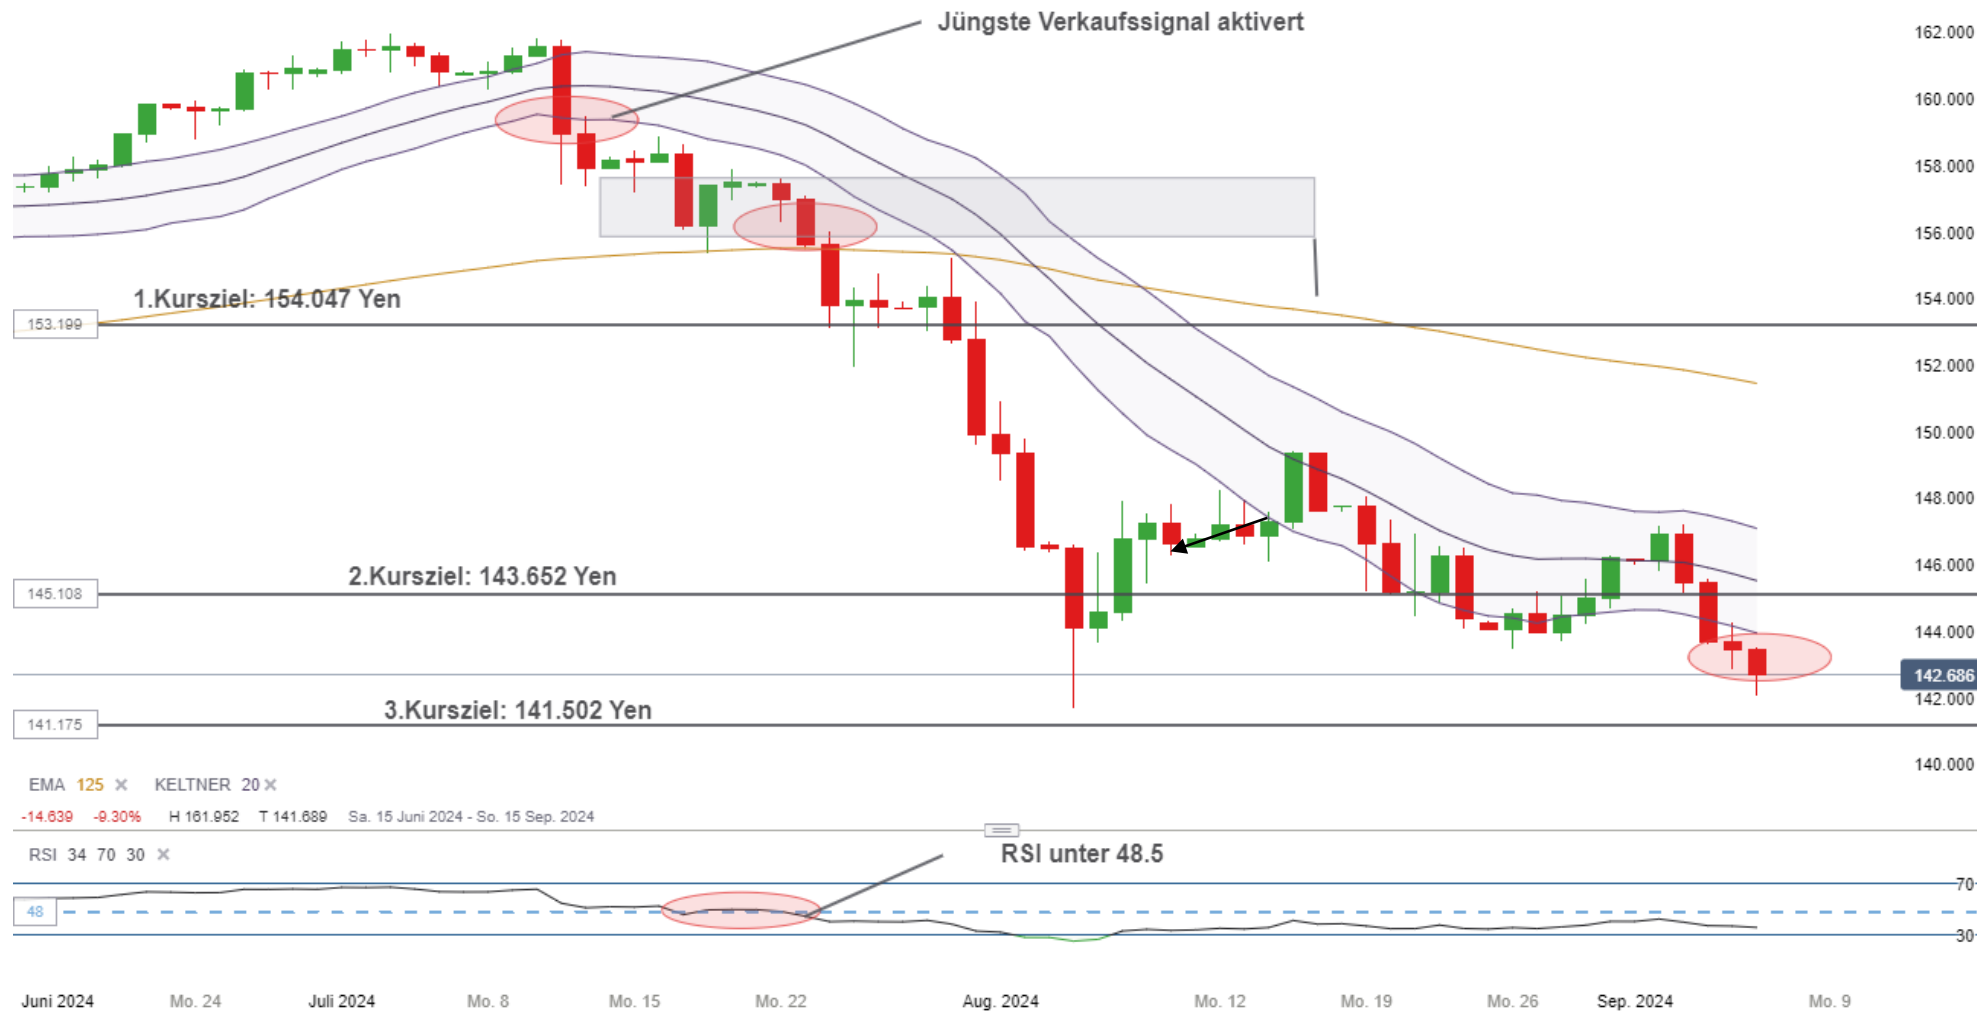 Jüngste Verkaufssignal aktivert
162.000
160.000
158.000
156.000
1.Kursziel: 154.047 Yen
154.000
153.199
152.000
150.000
148.000
146.000
2.Kursziel: 143.652 Yen
145.108
144.000
142.686
142.000
3.Kursziel: 141.502 Yen
141.175
140.000
EMA 125 × KELTNER 20 ×
-14.639 -9.30% H 161.952 T 141.689 Sa. 15 Juni 2024 - So. 15 Sep. 2024
RSI 34 70 30 ×
RSI unter 48.5
70
48
30
Juni 2024 Mo. 24 Juli 2024 Mo. 8 Mo. 15 Mo. 22 Aug. 2024 Mo. 12 Mo. 19 Mo. 26 Sep. 2024 Mo. 9